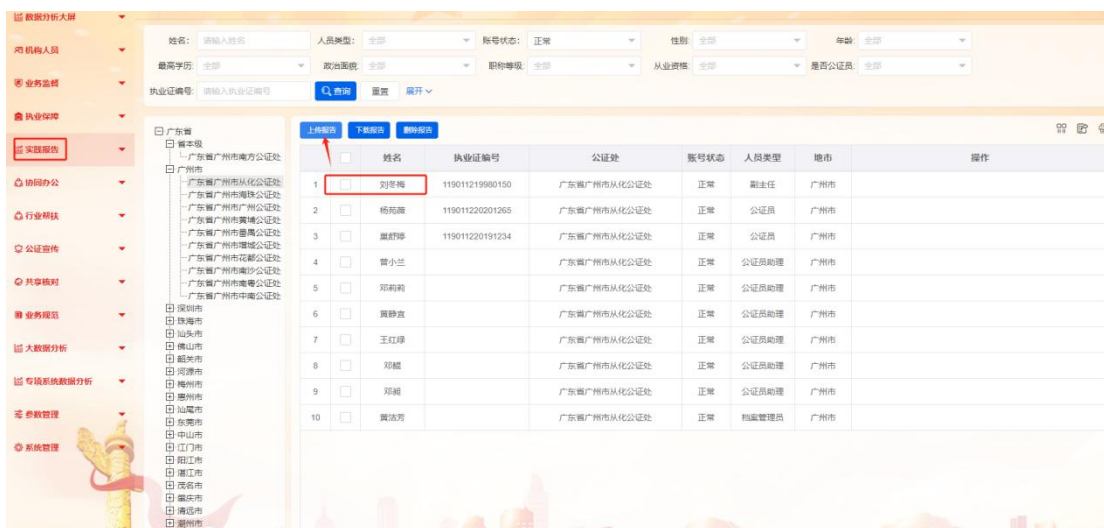 数据分析大屏
机构人员
业务监督
执业保障
实践报告
协同办公
行业帮扶
公证宣传
共享核对
业务规范
大数据分析
专项系统数据分析
参数管理
系统管理
姓名: 请输入姓名 人员类型: 全部 账号状态: 正常 性别: 全部 年龄: 全部
最高学历: 全部 政治面貌: 全部 职称等级: 全部 从业资格: 全部 是否公证员: 全部
执业证编号: 请输入执业证编号 查询 重置 展开
广东省
省本级
广东省广州市南方公证处
广州市
广东省广州市从化公证处
广东省广州市海珠公证处
广东省广州市广州公证处
广东省广州市黄埔公证处
广东省广州市番禺公证处
广东省广州市增城公证处
广东省广州市花都公证处
广东省广州市南沙公证处
广东省广州市南粤公证处
广东省广州市中南公证处
深圳市
珠海市
汕头市
佛山市
韶关市
河源市
梅州市
惠州市
汕尾市
东莞市
中山市
江门市
阳江市
湛江市
茂名市
肇庆市
清远市
潮州市
上传报告 下载报告 删除报告
姓名 执业证编号 公证处 账号状态 人员类型 地市 操作
1 刘冬梅 119011219980150 广东省广州市从化公证处 正常 副主任 广州市
2 杨苑薇 119011220201265 广东省广州市从化公证处 正常 公证员 广州市
3 巢舒婷 119011220191234 广东省广州市从化公证处 正常 公证员 广州市
4 曾小兰 广东省广州市从化公证处 正常 公证员助理 广州市
5 邓莉莉 广东省广州市从化公证处 正常 公证员助理 广州市
6 黄静宜 广东省广州市从化公证处 正常 公证员助理 广州市
7 王红 广东省广州市从化公证处 正常 公证员助理 广州市
8 邓 广东省广州市从化公证处 正常 公证员助理 广州市
9 邓昶 广东省广州市从化公证处 正常 公证员助理 广州市
10 黄洁芳 广东省广州市从化公证处 正常 档案管理员 广州市